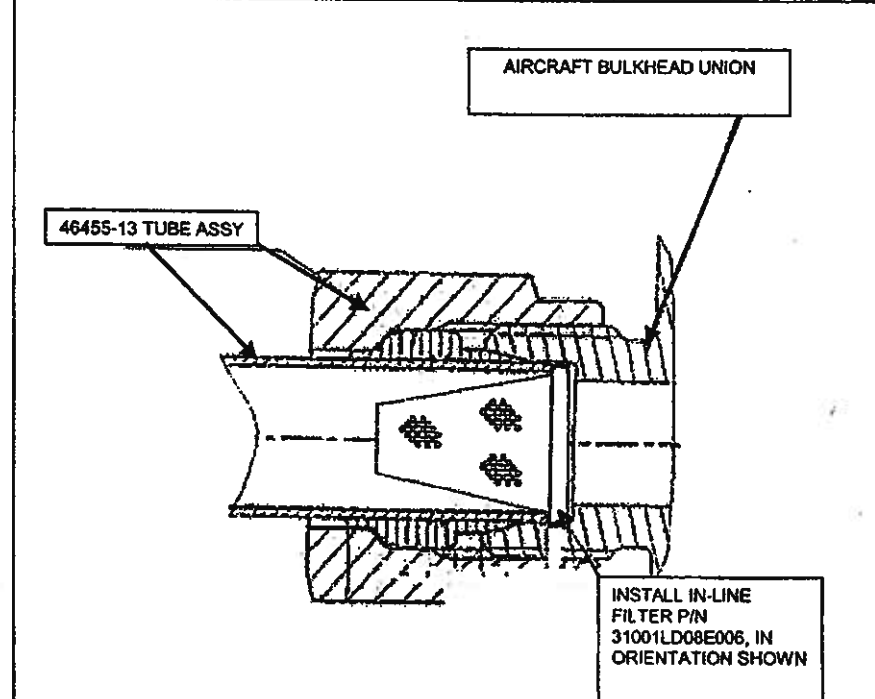 AIRCRAFT BULKHEAD UNION
46455-13 TUBE ASSY
INSTALL IN-LINE
FILTER P/N
31001LD08E006, IN
ORIENTATION SHOWN